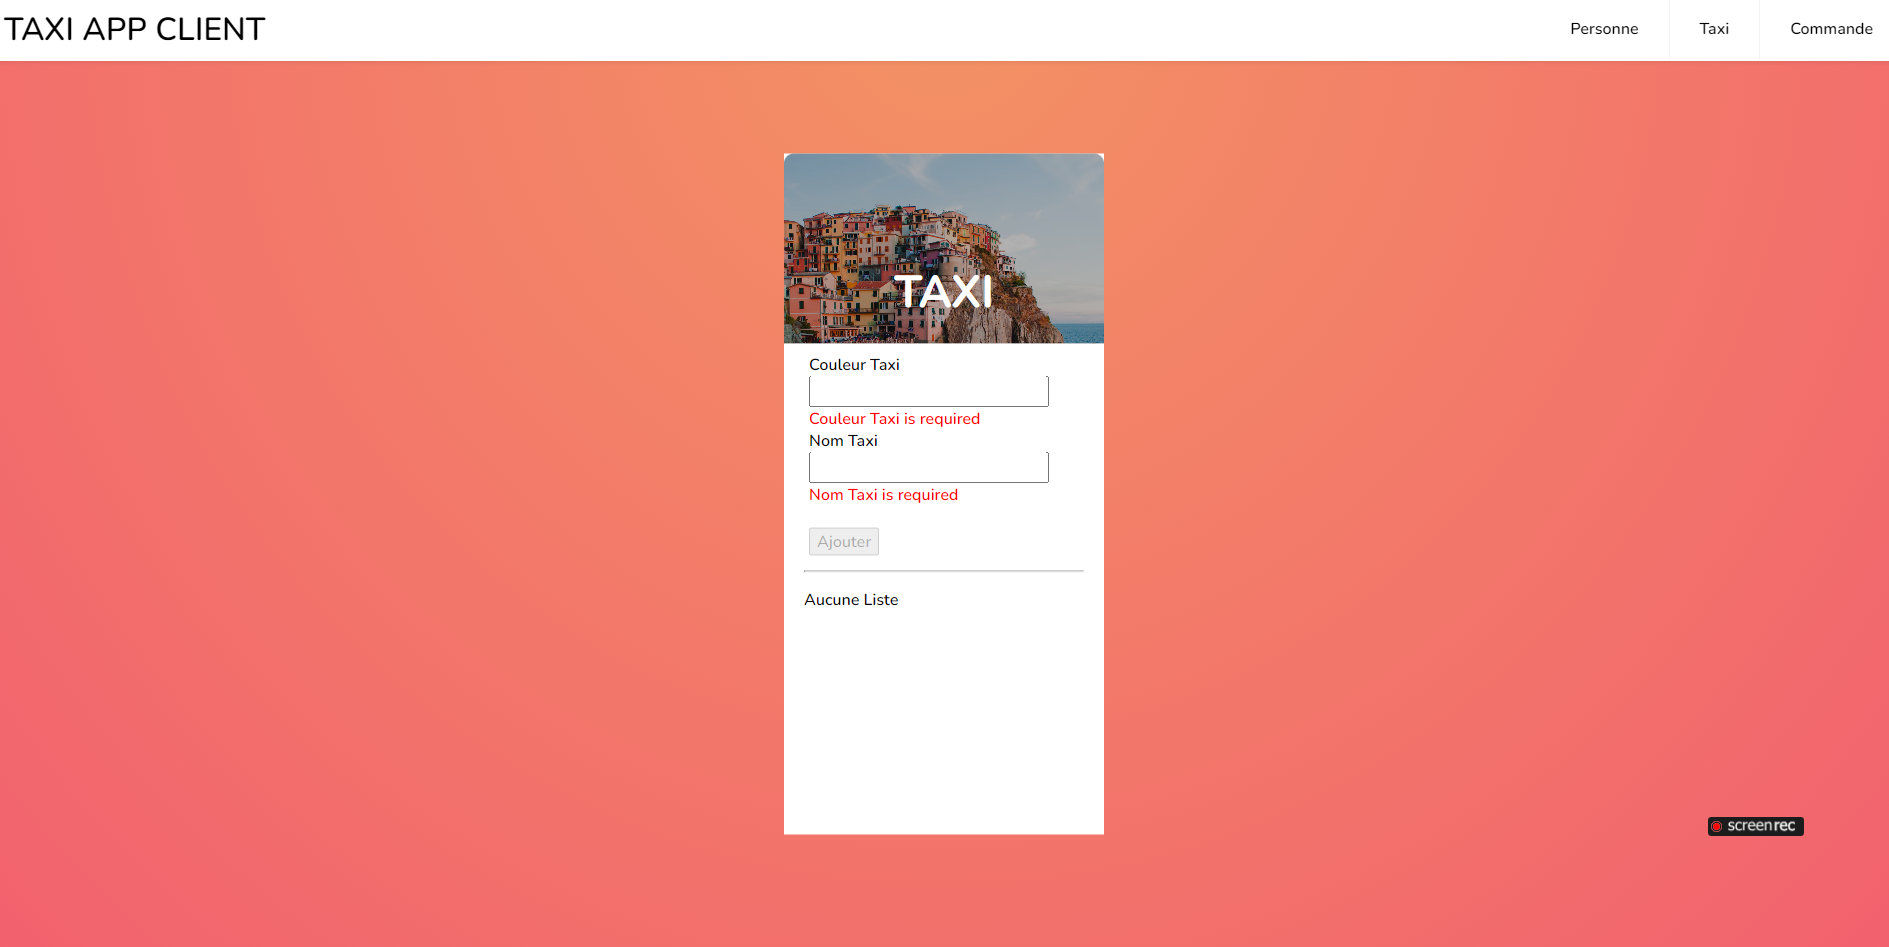 TAXI APP CLIENT
Personne
Taxi
Commande
TAXI
Couleur Taxi
Couleur Taxi is required
Nom Taxi
Nom Taxi is required
Ajouter
Aucune Liste
screenrec